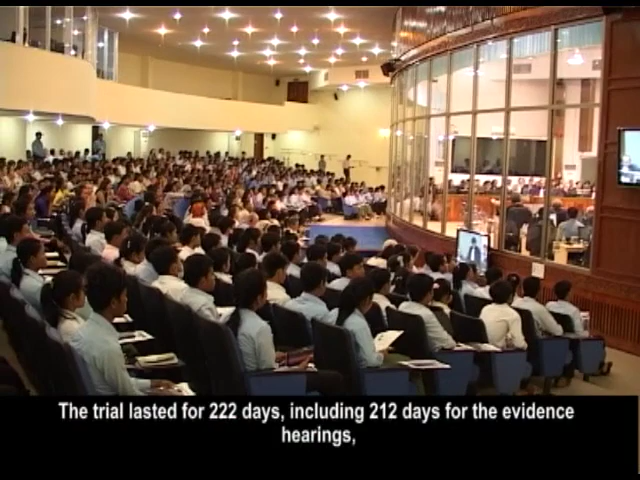 The trial lasted for 222 days, including 212 days for the evidence
hearings,